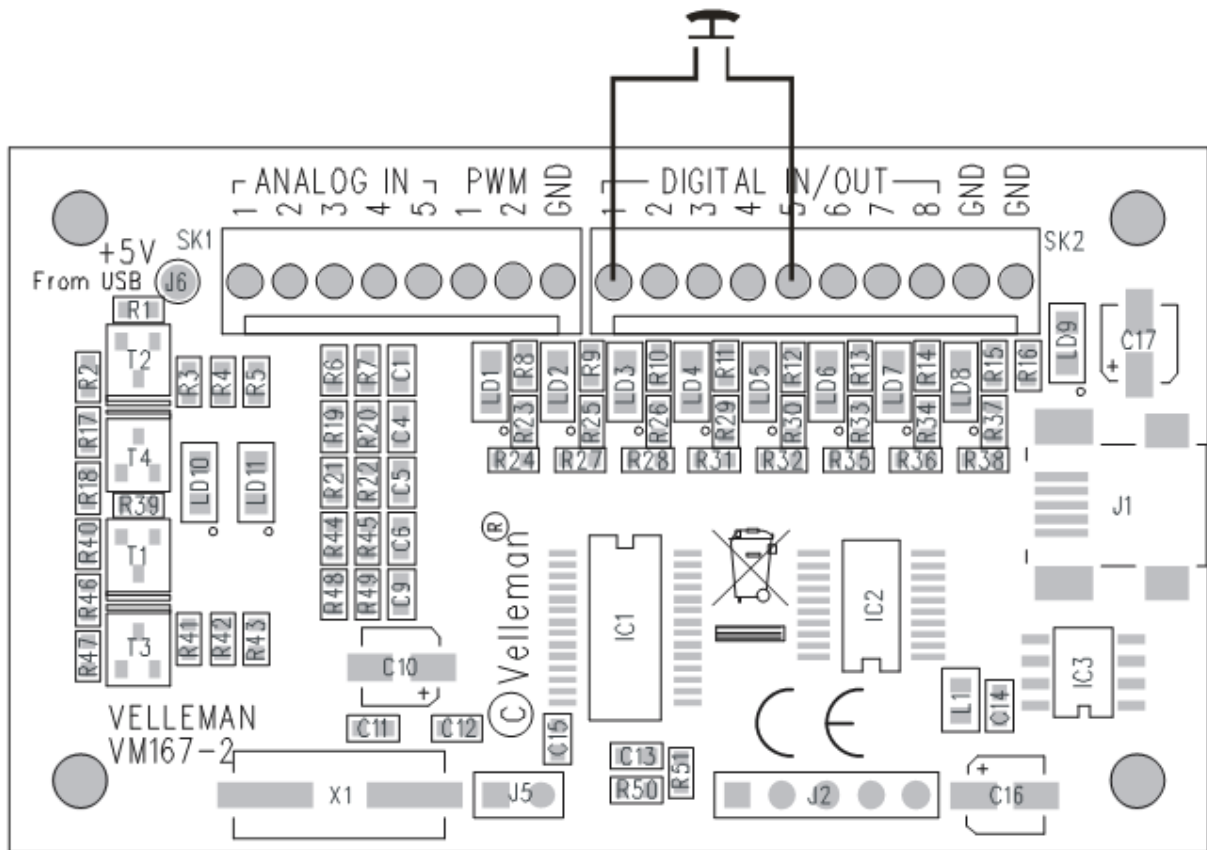 ANALOG IN PWM GND DIGITAL IN/OUT GND GND
1 2 3 4 5 1 2 1 2 3 4 5 6 7 8
+5V SK1 SK2
From USB J6
R1
T2 R2 R3 R4 R5 R6 R7 C1 LD1 R8 LD2 R9 LD3 R10 LD4 R11 LD5 R12 LD6 R13 LD7 R14 LD8 R15 R16 LD9 C17 +
R17 R19 R20 C4 R23 R25 R26 R29 R30 R33 R34 R37
T4 R18 LD10 LD11 R21 R22 C5 R24 R27 R28 R31 R32 R35 R36 R38
R39 J1
R40 T1 R44 R45 C6
R46 R48 R49 C9 © Velleman® IC1 IC2
R47 T3 R41 R42 R43
C10 + IC3
VELLEMAN C11 C12 C15 CE L1 C14
VM167-2
C13 R51
X1 J5 R50 J2 + C16